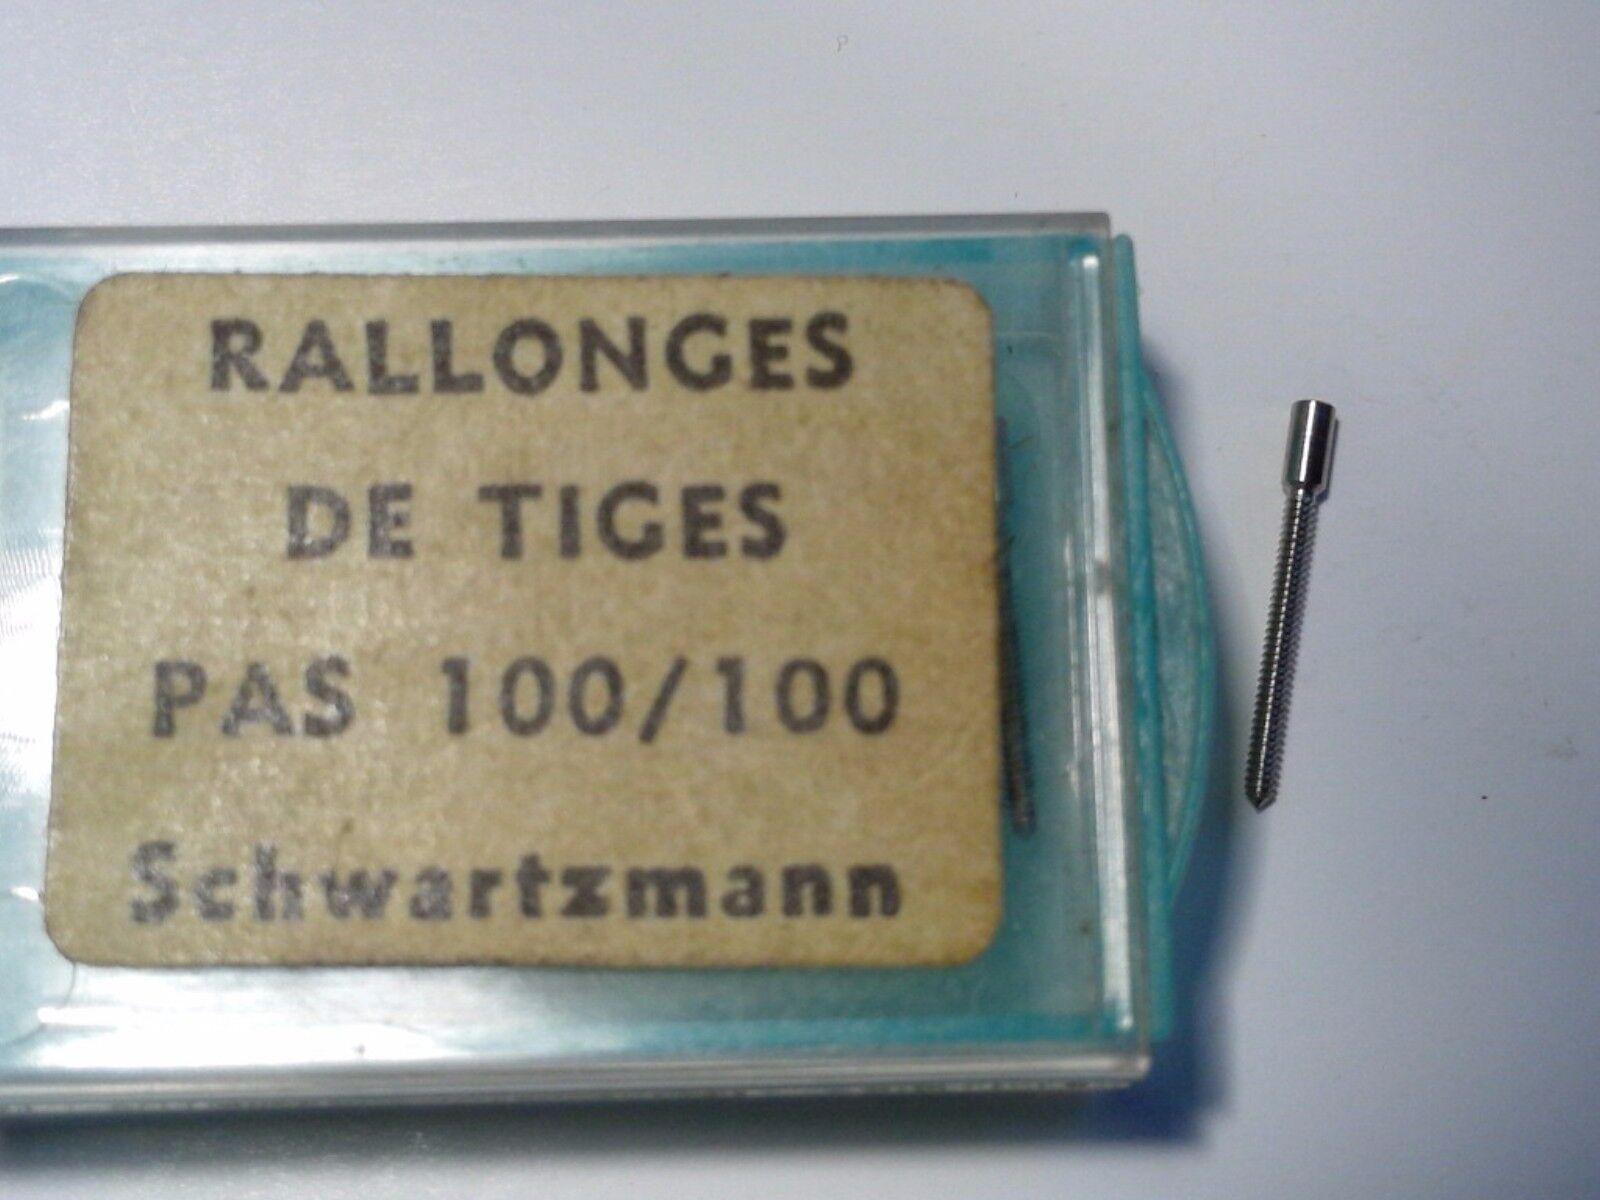 RALLONGES
DE TIGES
PAS 100/100
Schwartzmann